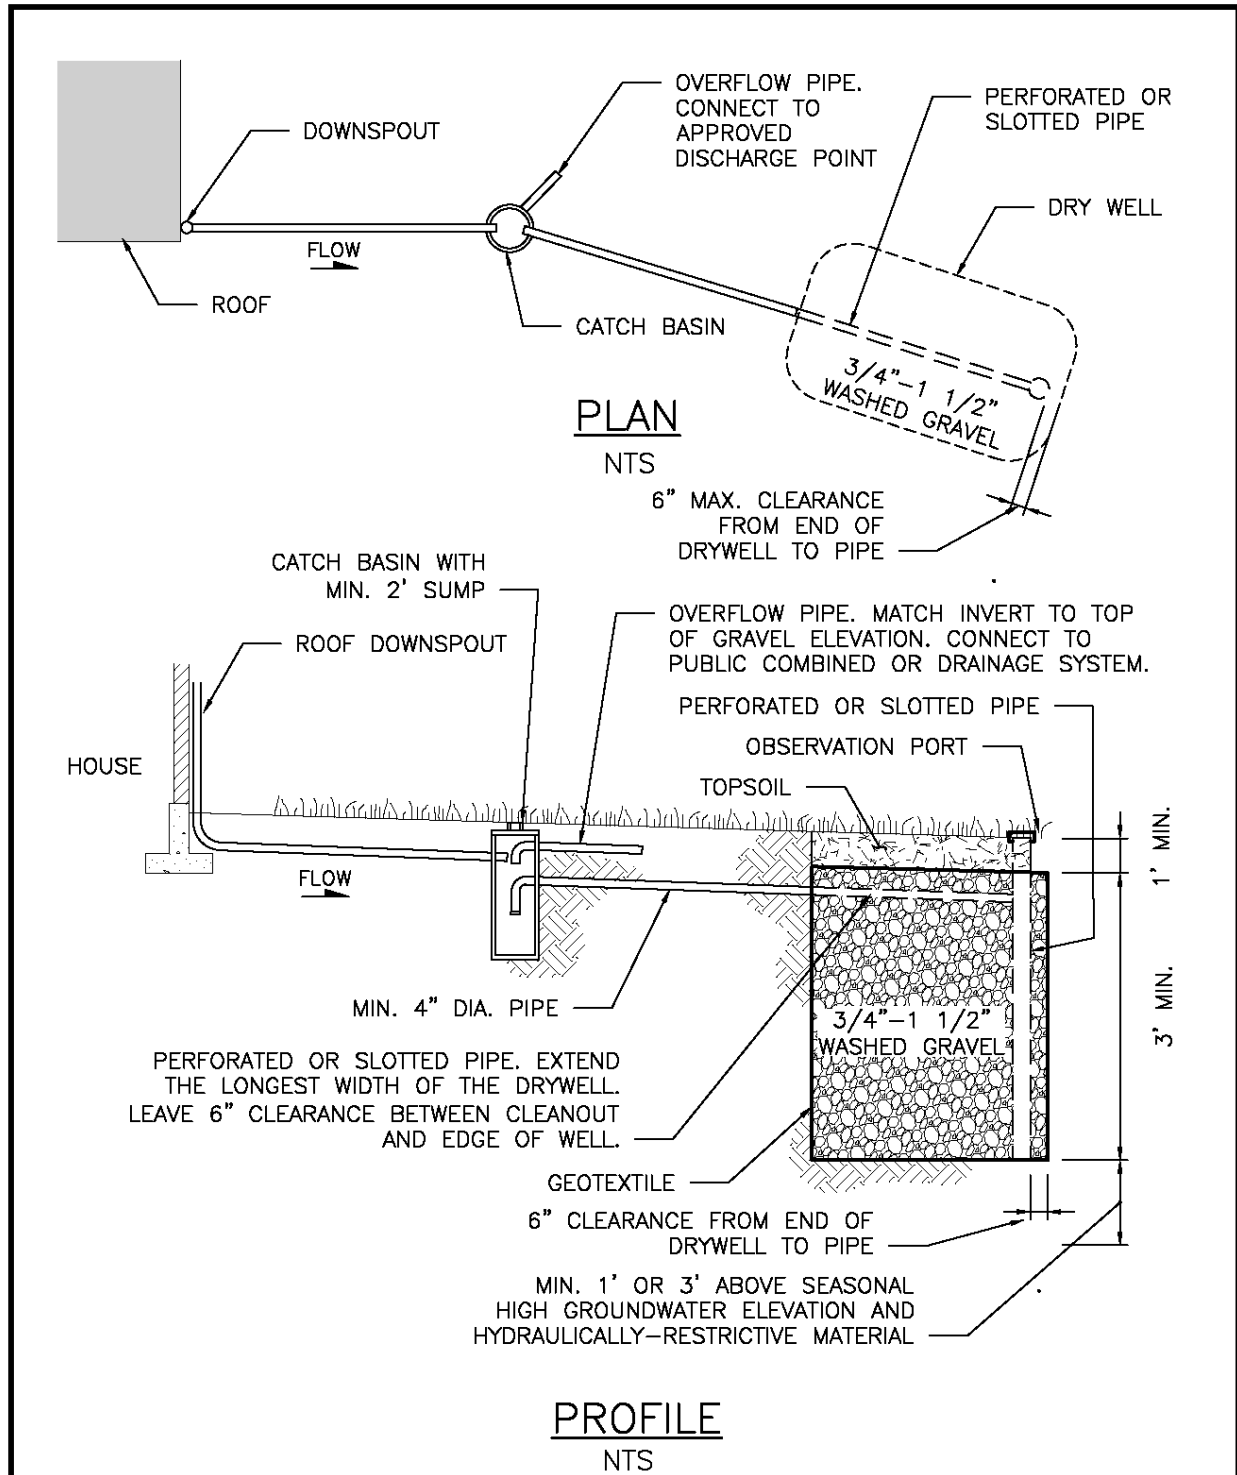 OVERFLOW PIPE.
CONNECT TO
APPROVED
DISCHARGE POINT
PERFORATED OR
SLOTTED PIPE
DOWNSPOUT
DRY WELL
FLOW
ROOF
CATCH BASIN
3/4"-1 1/2"
WASHED GRAVEL
PLAN
NTS
6" MAX. CLEARANCE
FROM END OF
DRYWELL TO PIPE
CATCH BASIN WITH
MIN. 2' SUMP
OVERFLOW PIPE. MATCH INVERT TO TOP
OF GRAVEL ELEVATION. CONNECT TO
PUBLIC COMBINED OR DRAINAGE SYSTEM.
ROOF DOWNSPOUT
PERFORATED OR SLOTTED PIPE
OBSERVATION PORT
HOUSE
TOPSOIL
1' MIN.
FLOW
3' MIN.
MIN. 4" DIA. PIPE
3/4"-1 1/2"
WASHED GRAVEL
PERFORATED OR SLOTTED PIPE. EXTEND
THE LONGEST WIDTH OF THE DRYWELL.
LEAVE 6" CLEARANCE BETWEEN CLEANOUT
AND EDGE OF WELL.
GEOTEXTILE
6" CLEARANCE FROM END OF
DRYWELL TO PIPE
MIN. 1' OR 3' ABOVE SEASONAL
HIGH GROUNDWATER ELEVATION AND
HYDRAULICALLY-RESTRICTIVE MATERIAL
PROFILE
NTS